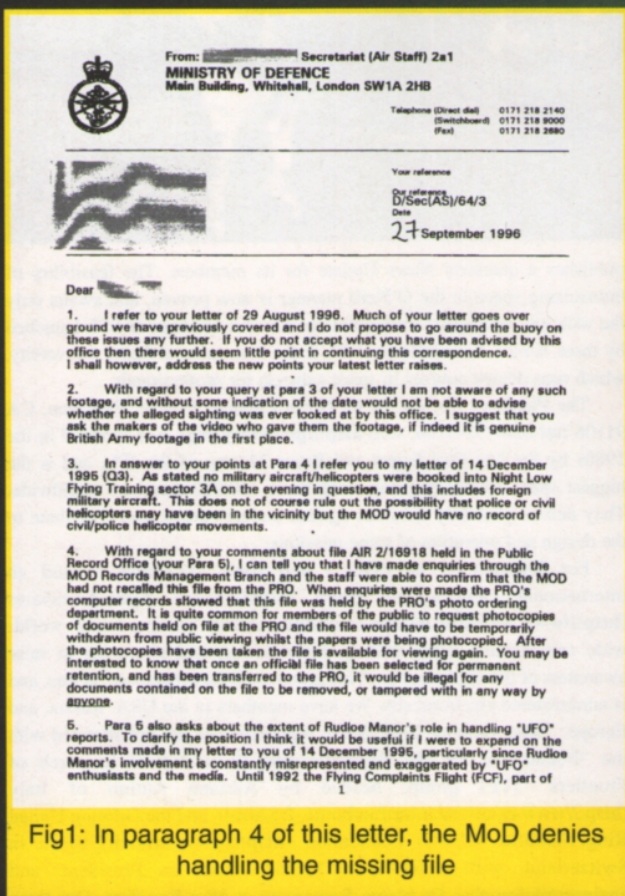 From: Secretariat (Air Staff) 2a1
MINISTRY OF DEFENCE
Main Building, Whitehall, London SW1A 2HB
Telephone (Direct dial) 0171 218 2140
(Switchboard) 0171 218 9000
(Fax) 0171 218 2680
Your reference
Our reference
D/Sec(AS)/64/3
Date
27 September 1996
Dear
1. I refer to your letter of 29 August 1996. Much of your letter goes over
ground we have previously covered and I do not propose to go around the buoy on
these issues any further. If you do not accept what you have been advised by this
office then there would seem little point in continuing this correspondence.
I shall however, address the new points your latest letter raises.
2. With regard to your query at para 3 of your letter I am not aware of any such
footage, and without some indication of the date would not be able to advise
whether the alleged sighting was ever looked at by this office. I suggest that you
ask the makers of the video who gave them the footage, if indeed it is genuine
British Army footage in the first place.
3. In answer to your points at Para 4 I refer you to my letter of 14 December
1995 (Q3). As stated no military aircraft/helicopters were booked into Night Low
Flying Training sector 3A on the evening in question, and this includes foreign
military aircraft. This does not of course rule out the possibility that police or civil
helicopters may have been in the vicinity but the MOD would have no record of
civil/police helicopter movements.
4. With regard to your comments about file AIR 2/16918 held in the Public
Record Office (your Para 5), I can tell you that I have made enquiries through the
MOD Records Management Branch and the staff were able to confirm that the MOD
had not recalled this file from the PRO. When enquiries were made the PRO's
computer records showed that this was held by the PRO's photo ordering
department. It is quite common for members of the public to request photocopies
of documents held on file at the PRO and the file would have to be temporarily
withdrawn from public viewing whilst the papers were being photocopied. After
the photocopies have been taken the file is available for viewing again. You may be
interested to know that once an official file has been selected for permanent
retention, and has been transferred to the PRO, it would be illegal for any
documents contained on the file to be removed, or tampered with in any way by
anyone.
5. Para 6 also asks about the extent of Rudloe Manor's role in handling "UFO"
reports. To clarify the position I think it would be useful if I were to expend on the
comments made in my letter to you of 14 December 1995, particularly since Rudloe
Manor's involvement is constantly misrepresented and exaggerated by "UFO"
enthusiasts and the media. Until 1992 the Flying Complaints Flight (FCF), part of
1
Fig1: In paragraph 4 of this letter, the MoD denies
handling the missing file